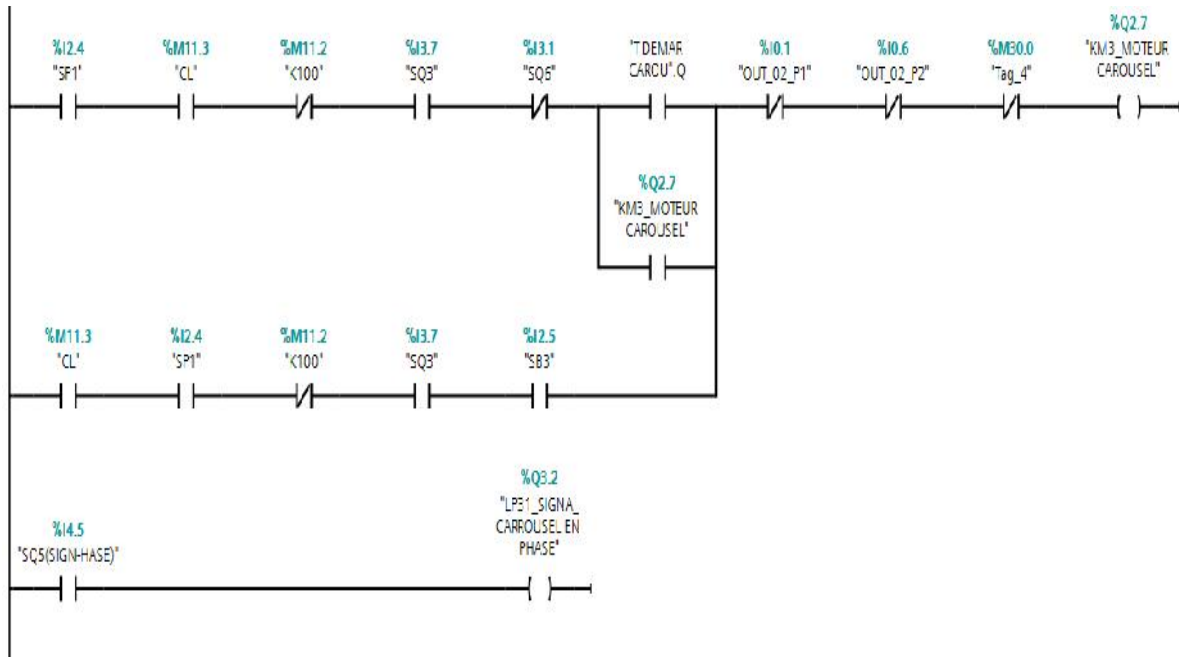 %I2.4 %M11.3 %M11.2 %I3.7 %I3.1 "T.DEMAR %I0.1 %I0.6 %M30.0 %Q2.7
"SP1" "CL" "K100" "SQ3" "SQ6" CAROU".Q "OUT_02_P1" "OUT_02_P2" "Tag_4" "KM3_MOTEUR
CAROUSEL"
%Q2.7
"KM3_MOTEUR
CAROUSEL"
%M11.3 %I2.4 %M11.2 %I3.7 %I2.5
"CL" "SP1" "K100" "SQ3" "SB3"
%Q3.2
"LP31_SIGNA_
CARROUSEL EN
PHASE"
%I4.5
"SQ5(SIGN-HASE)"